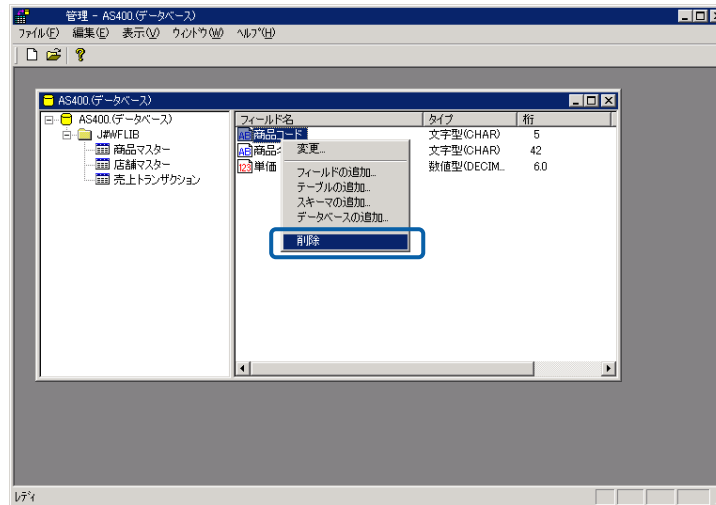 管理 - AS400.(データベース)
ファイル(F) 編集(E) 表示(V) ウィンドウ(W) ヘルプ(H)
AS400.(データベース)
AS400.(データベース)
J#WFLIB
商品マスター
店舗マスター
売上トランザクション
フィールド名 タイプ 桁
AB 商品コード 文字型(CHAR) 5
AB 文字型(CHAR) 42
123 単価 数値型(DECIM... 6.0
変更...
フィールドの追加...
テーブルの追加...
スキーマの追加...
データベースの追加...
削除
レディ